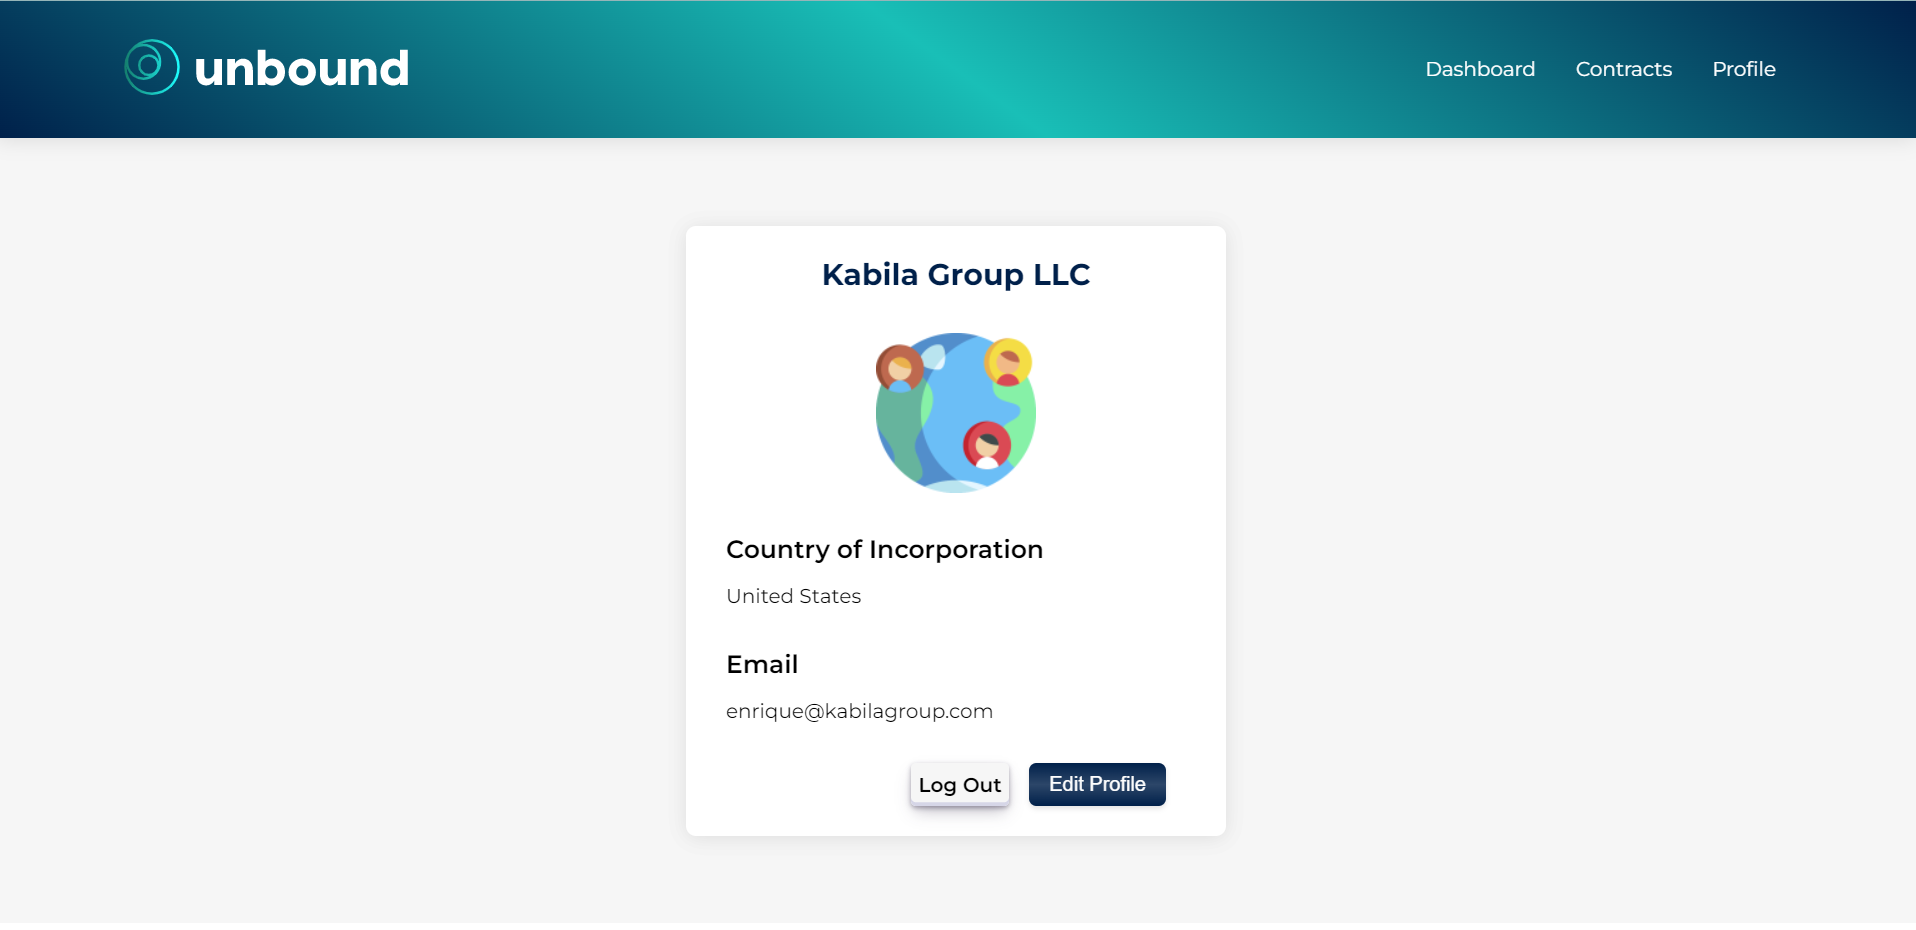 unbound
Dashboard Contracts Profile
Kabila Group LLC
Country of Incorporation
United States
Email
enrique@kabilagroup.com
Log Out Edit Profile